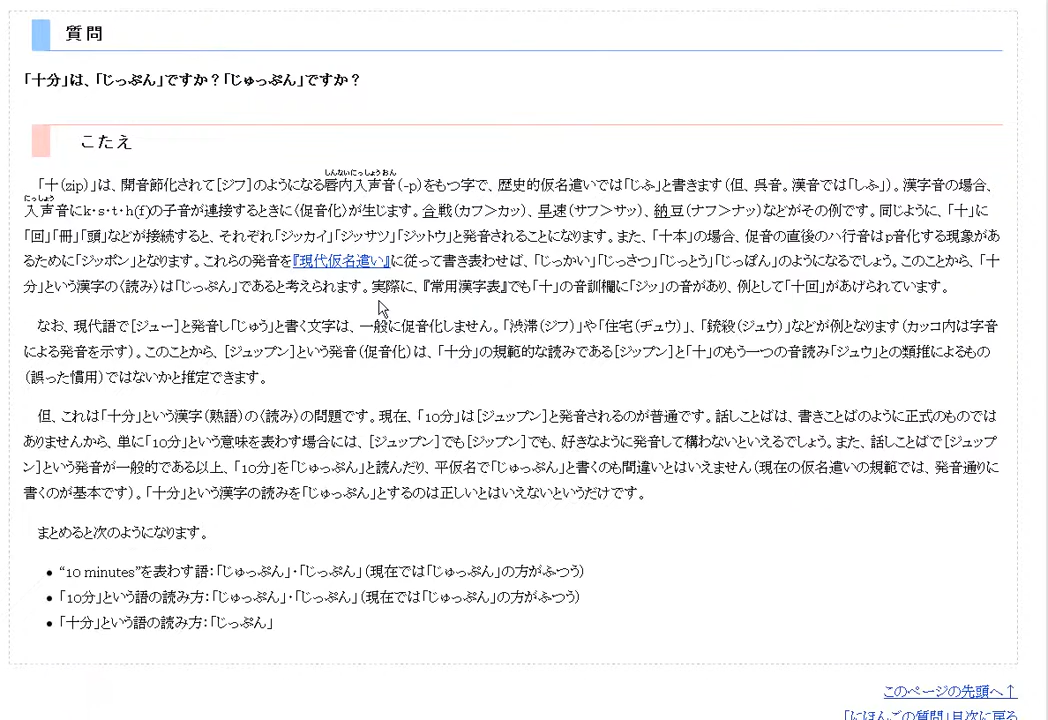 質問
「十分」は、「じっぷん」ですか？「じゅっぷん」ですか？
こたえ
しんないにっしょうおん
「十(zip)」は、開音節化されて[ジフ]のようになる唇内入声音(-p)をもつ字で、歴史的仮名遣いでは「じふ」と書きます(但、呉音。漢音では「しふ」)。漢字音の場合、
にっしょう
入声音にk・s・t・h(f)の子音が連接するときに〈促音化〉が生じます。合戦(カフ＞カッ)、早速(サフ＞サッ)、納豆(ナフ＞ナッ)などがその例です。同じように、「十」に
「回」「冊」「頭」などが接続すると、それぞれ「ジッカイ」「ジッサツ」「ジットウ」と発音されることになります。また、「十本」の場合、促音の直後のハ行音はp音化する現象があ
るために「ジッポン」となります。これらの発音を『現代仮名遣い』に従って書き表わせば、「じっかい」「じっさつ」「じっとう」「じっぽん」のようになるでしょう。このことから、「十
分」という漢字の〈読み〉は「じっぷん」であると考えられます。実際に、『常用漢字表』でも「十」の音訓欄に「ジッ」の音があり、例として「十回」があげられています。
なお、現代語で[ジュー]と発音し「じゅう」と書く文字は、一般に促音化しません。「渋滞(ジフ)」や「住宅(ヂュウ)」、「銃殺(ジュウ)」などが例となります(カッコ内は字音
による発音を示す)。このことから、[ジュップン]という発音(促音化)は、「十分」の規範的な読みである[ジップン]と「十」のもう一つの音読み「ジュウ」との類推によるもの
(誤った慣用)ではないかと推定できます。
但、これは「十分」という漢字(熟語)の〈読み〉の問題です。現在、「10分」は[ジュップン]と発音されるのが普通です。話しことばは、書きことばのように正式のものでは
ありませんから、単に「10分」という意味を表わす場合には、[ジュップン]でも[ジップン]でも、好きなように発音して構わないといえるでしょう。また、話しことばで[ジュップ
ン]という発音が一般的である以上、「10分」を「じゅっぷん」と読んだり、平仮名で「じゅっぷん」と書くのも間違いとはいえません(現在の仮名遣いの規範では、発音通りに
書くのが基本です)。「十分」という漢字の読みを「じゅっぷん」とするのは正しいとはいえないというだけです。
まとめると次のようになります。
• “10 minutes”を表わす語：「じゅっぷん」・「じっぷん」(現在では「じゅっぷん」の方がふつう)
• 「10分」という語の読み方：「じゅっぷん」・「じっぷん」(現在では「じゅっぷん」の方がふつう)
• 「十分」という語の読み方：「じっぷん」
このページの先頭へ↑
「にほんごの質問」目次に戻る